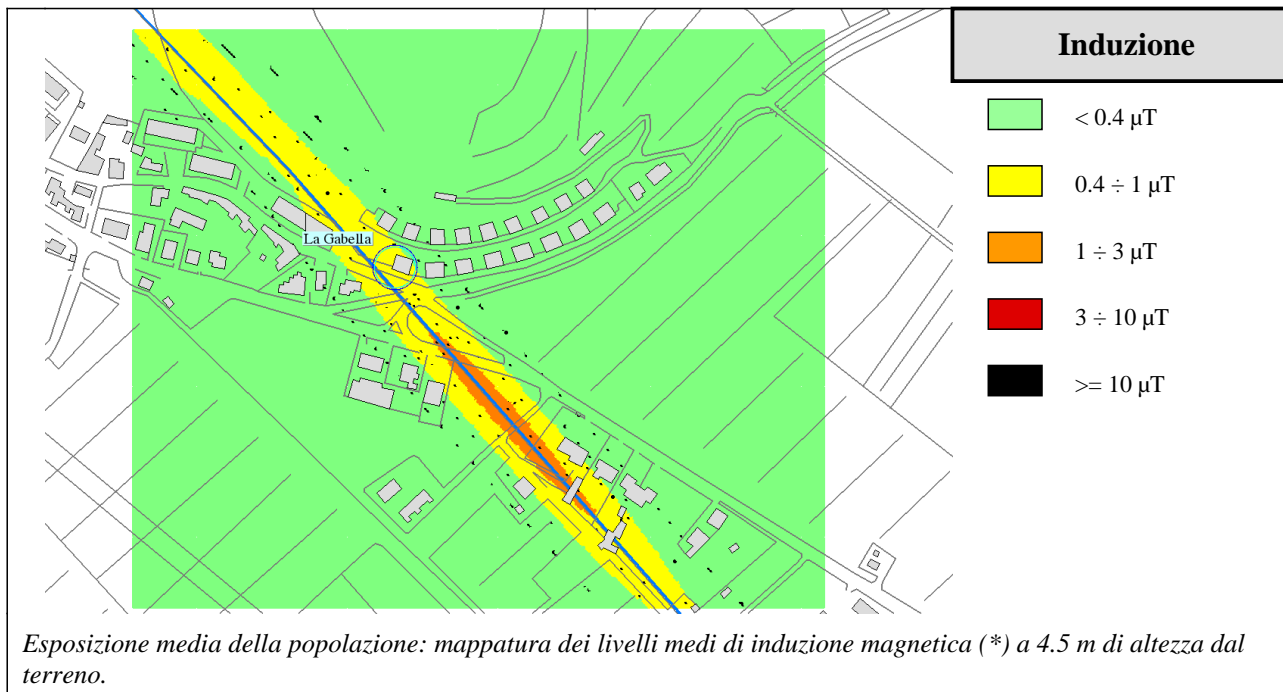 Induzione
< 0.4 µT
0.4 ÷ 1 µT
1 ÷ 3 µT
3 ÷ 10 µT
>= 10 µT
La Gabella
Esposizione media della popolazione: mappatura dei livelli medi di induzione magnetica (*) a 4.5 m di altezza dal
terreno.